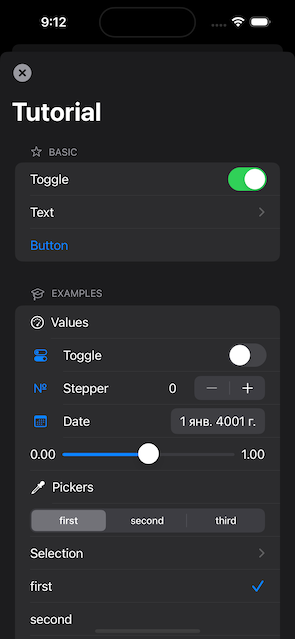 9:12
Tutorial
BASIC
Toggle
Text
Button
EXAMPLES
Values
Toggle
№ Stepper 0 − +
Date 1 янв. 4001 г.
0.00 1.00
Pickers
first second third
Selection
first
second